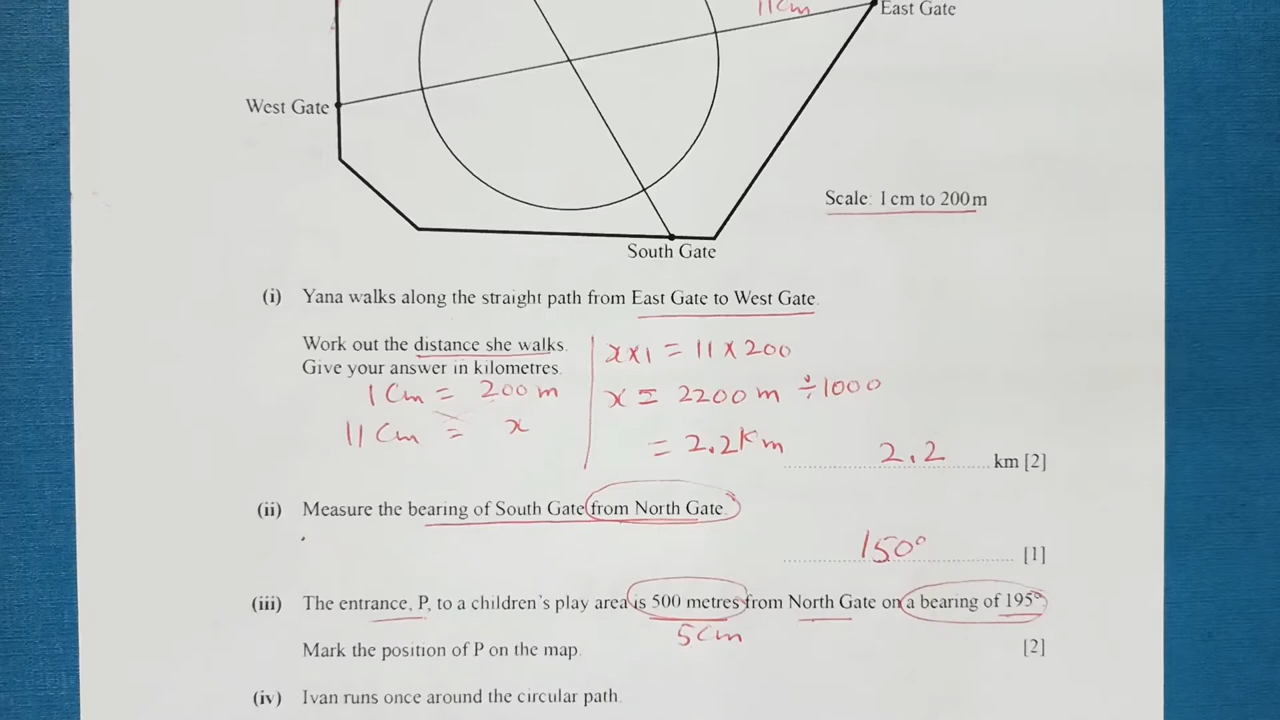 11cm
East Gate
West Gate
Scale: 1 cm to 200 m
South Gate
(i) Yana walks along the straight path from East Gate to West Gate.
Work out the distance she walks.
Give your answer in kilometres.
1 Cm = 200 m
11 Cm = x
x×1 = 11 × 200
x = 2200 m ÷1000
= 2.2km
2.2 km [2]
(ii) Measure the bearing of South Gate from North Gate.
150° [1]
(iii) The entrance, P, to a children's play area is 500 metres from North Gate on a bearing of 195°.
5cm
Mark the position of P on the map. [2]
(iv) Ivan runs once around the circular path.